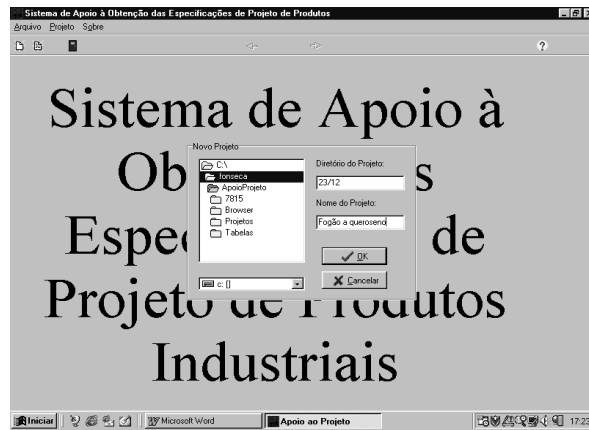 Sistema de Apoio à Obtenção das Especificações de Projeto de Produtos
Arquivo Projeto Sobre
?
Sistema de Apoio à
Ob s
Espe de
Projeto de Produtos
Industriais
Novo Projeto
C:\
fonseca
ApoioProjeto
7815
Browser
Projetos
Tabelas
c: []
Diretório do Projeto:
23/12
Nome do Projeto:
Fogão a querosene
OK
Cancelar
Iniciar
Microsoft Word
Apoio ao Projeto
17:23